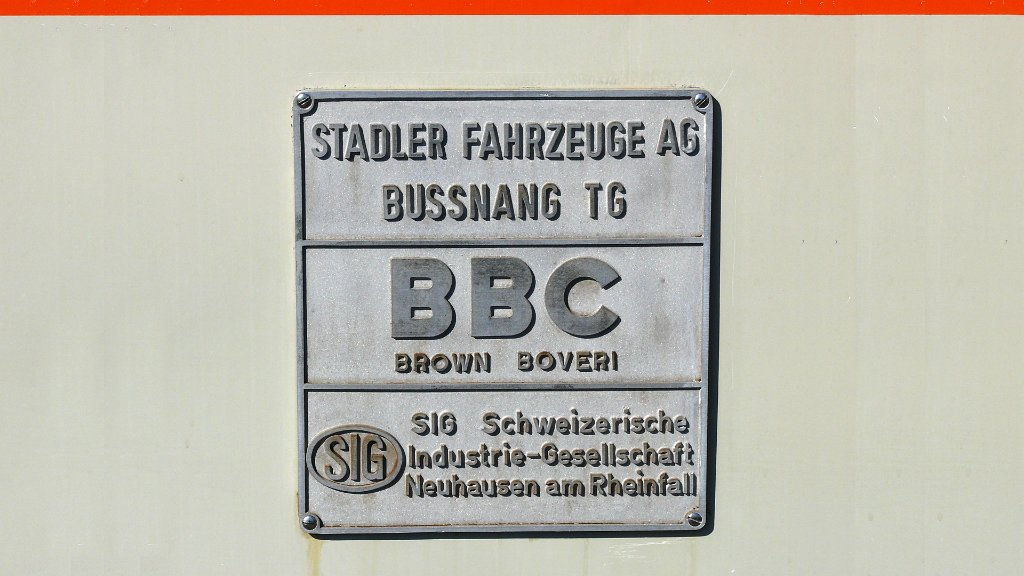 STADLER FAHRZEUGE AG
BUSSNANG TG
BBC
BROWN BOVERI
SIG
SIG Schweizerische
Industrie-Gesellschaft
Neuhausen am Rheinfall